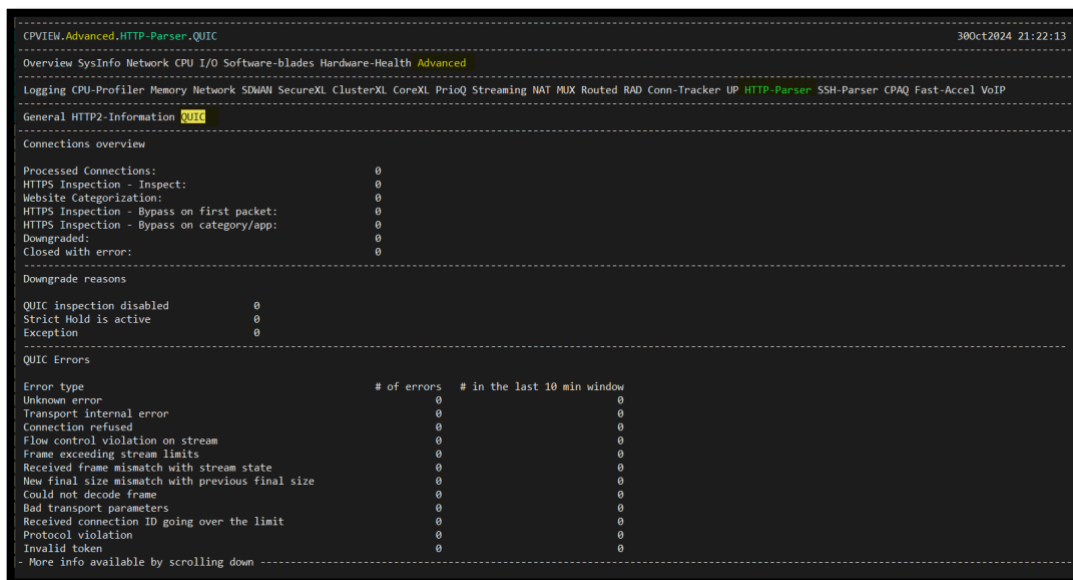 CPVIEW.Advanced.HTTP-Parser.QUIC 30Oct2024 21:22:13
Overview SysInfo Network CPU I/O Software-blades Hardware-Health Advanced
Logging CPU-Profiler Memory Network SDWAN SecureXL ClusterXL CoreXL PrioQ Streaming NAT MUX Routed RAD Conn-Tracker UP HTTP-Parser SSH-Parser CPAQ Fast-Accel VoIP
General HTTP2-Information QUIC
Connections overview
Processed Connections: 0
HTTPS Inspection - Inspect: 0
Website Categorization: 0
HTTPS Inspection - Bypass on first packet: 0
HTTPS Inspection - Bypass on category/app: 0
Downgraded: 0
Closed with error: 0
Downgrade reasons
QUIC inspection disabled 0
Strict Hold is active 0
Exception 0
QUIC Errors
Error type # of errors # in the last 10 min window
Unknown error 0 0
Transport internal error 0 0
Connection refused 0 0
Flow control violation on stream 0 0
Frame exceeding stream limits 0 0
Received frame mismatch with stream state 0 0
New final size mismatch with previous final size 0 0
Could not decode frame 0 0
Bad transport parameters 0 0
Received connection ID going over the limit 0 0
Protocol violation 0 0
Invalid token 0 0
- More info available by scrolling down -